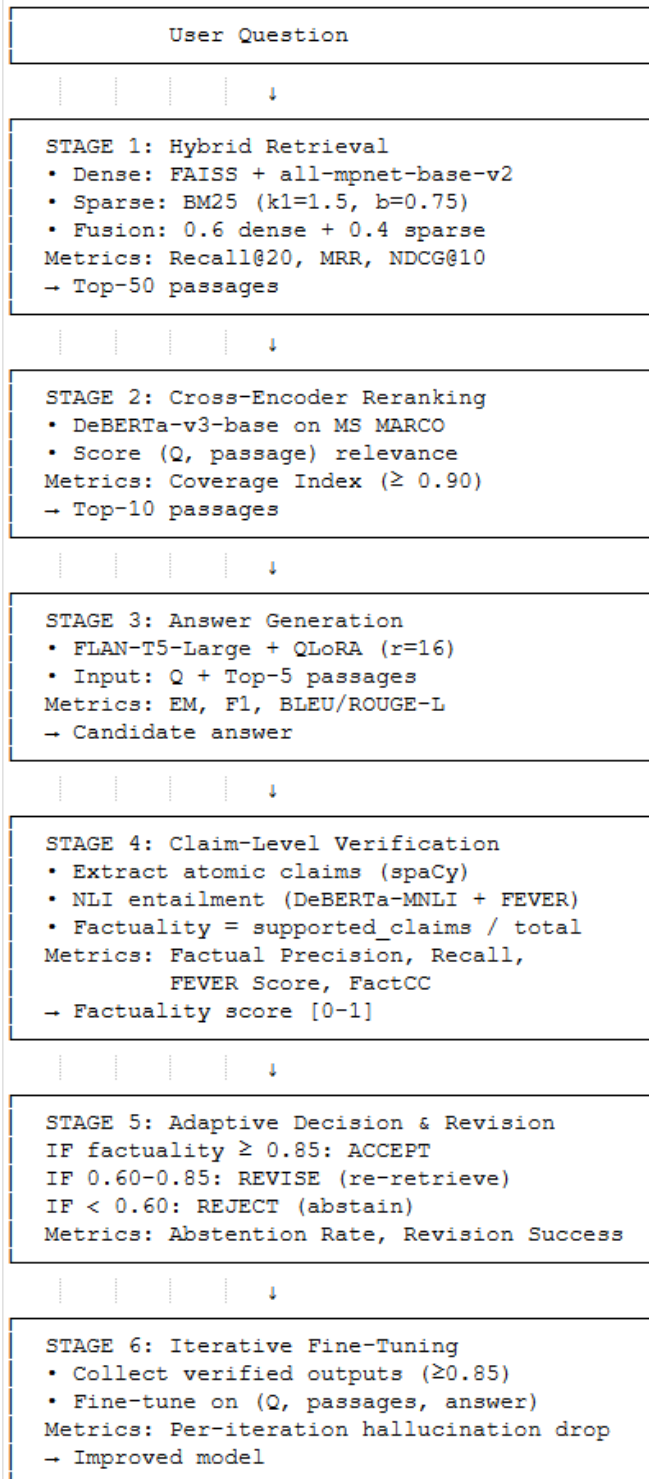 User Question
↓
STAGE 1: Hybrid Retrieval
• Dense: FAISS + all-mpnet-base-v2
• Sparse: BM25 (k1=1.5, b=0.75)
• Fusion: 0.6 dense + 0.4 sparse
Metrics: Recall@20, MRR, NDCG@10
→ Top-50 passages
↓
STAGE 2: Cross-Encoder Reranking
• DeBERTa-v3-base on MS MARCO
• Score (Q, passage) relevance
Metrics: Coverage Index (≥ 0.90)
→ Top-10 passages
↓
STAGE 3: Answer Generation
• FLAN-T5-Large + QLoRA (r=16)
• Input: Q + Top-5 passages
Metrics: EM, F1, BLEU/ROUGE-L
→ Candidate answer
↓
STAGE 4: Claim-Level Verification
• Extract atomic claims (spaCy)
• NLI entailment (DeBERTa-MNLI + FEVER)
• Factuality = supported_claims / total
Metrics: Factual Precision, Recall,
FEVER Score, FactCC
→ Factuality score [0-1]
↓
STAGE 5: Adaptive Decision & Revision
IF factuality ≥ 0.85: ACCEPT
IF 0.60-0.85: REVISE (re-retrieve)
IF < 0.60: REJECT (abstain)
Metrics: Abstention Rate, Revision Success
↓
STAGE 6: Iterative Fine-Tuning
• Collect verified outputs (≥0.85)
• Fine-tune on (Q, passages, answer)
Metrics: Per-iteration hallucination drop
→ Improved model